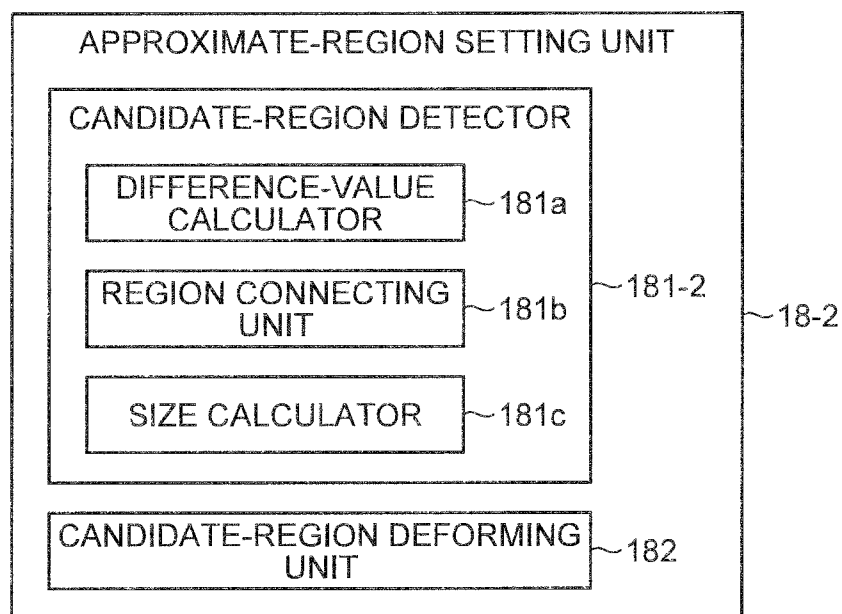 APPROXIMATE-REGION SETTING UNIT
CANDIDATE-REGION DETECTOR
DIFFERENCE-VALUE
CALCULATOR
181a
REGION CONNECTING
UNIT
181b
181-2
18-2
SIZE CALCULATOR
181c
CANDIDATE-REGION DEFORMING
UNIT
182